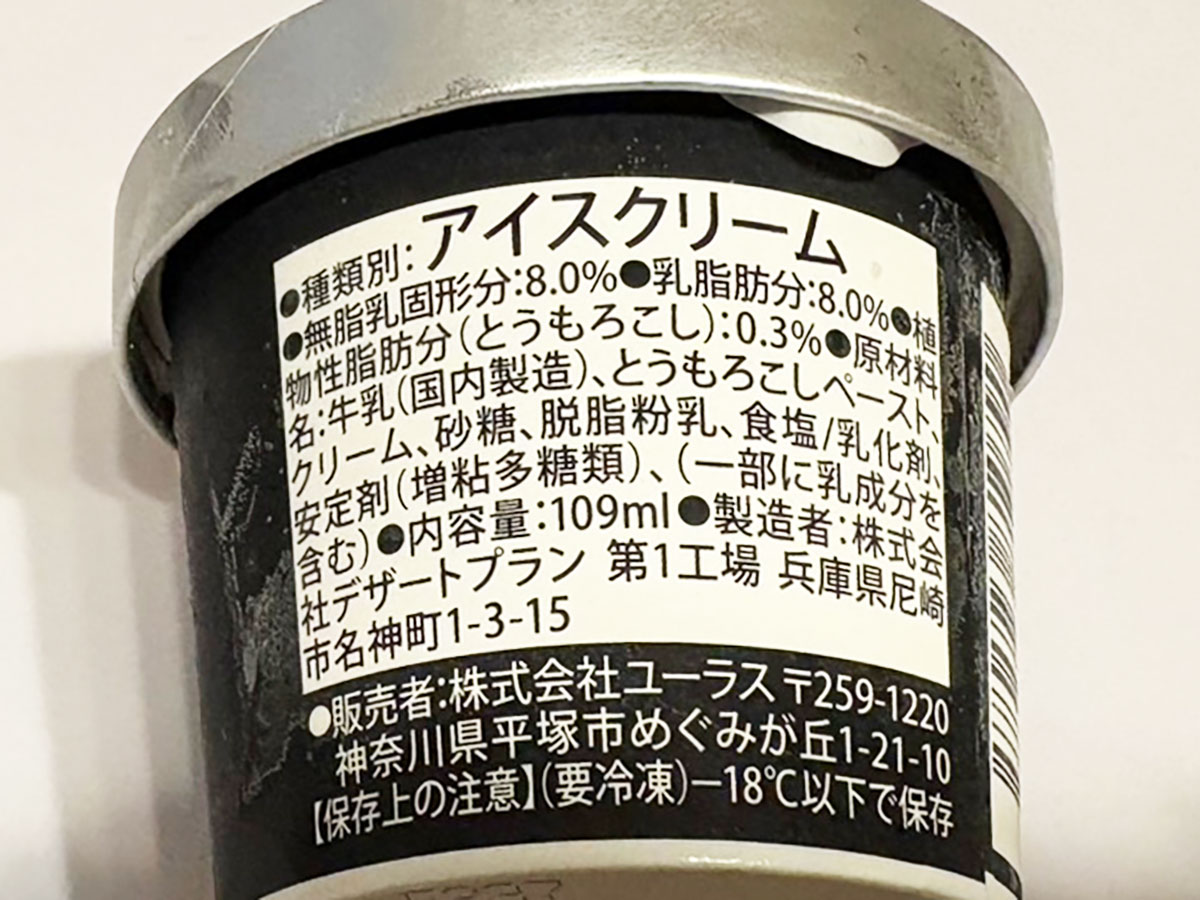 ●種類別：アイスクリーム
●無脂乳固形分：8.0%●乳脂肪分：8.0%●植
物性脂肪分（とうもろこし）：0.3%●原材料
名：牛乳（国内製造）、とうもろこしペースト、
クリーム、砂糖、脱脂粉乳、食塩/乳化剤、
安定剤（増粘多糖類）、（一部に乳成分を
含む）●内容量：109ml●製造者：株式会
社デザートプラン 第1工場 兵庫県尼崎
市名神町1-3-15
●販売者：株式会社ユーラス 〒259-1220
神奈川県平塚市めぐみが丘1-21-10
【保存上の注意】（要冷凍）－18℃以下で保存